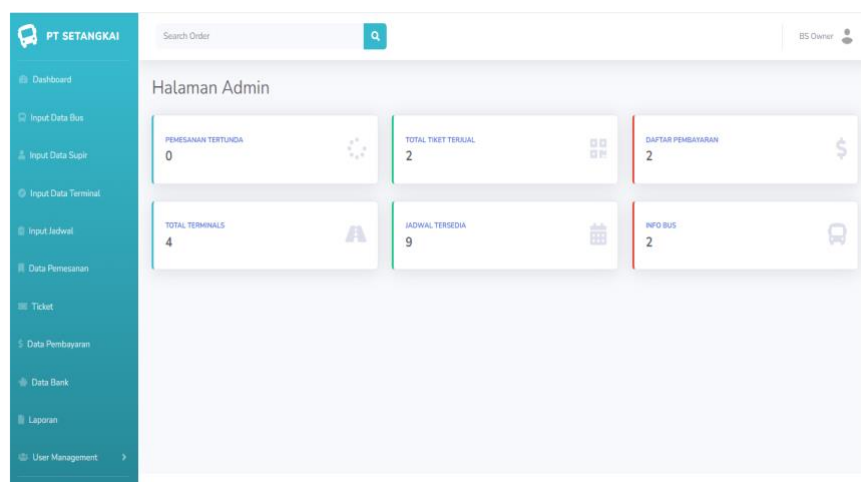 PT SETANGKAI
Search Order
BS Owner
Dashboard
Input Data Bus
Input Data Supir
Input Data Terminal
Input Jadwal
Data Pemesanan
Ticket
Data Pembayaran
Data Bank
Laporan
User Management
Halaman Admin
PEMESANAN TERTUNDA
0
TOTAL TIKET TERJUAL
2
DAFTAR PEMBAYARAN
2
TOTAL TERMINALS
4
JADWAL TERSEDIA
9
INFO BUS
2